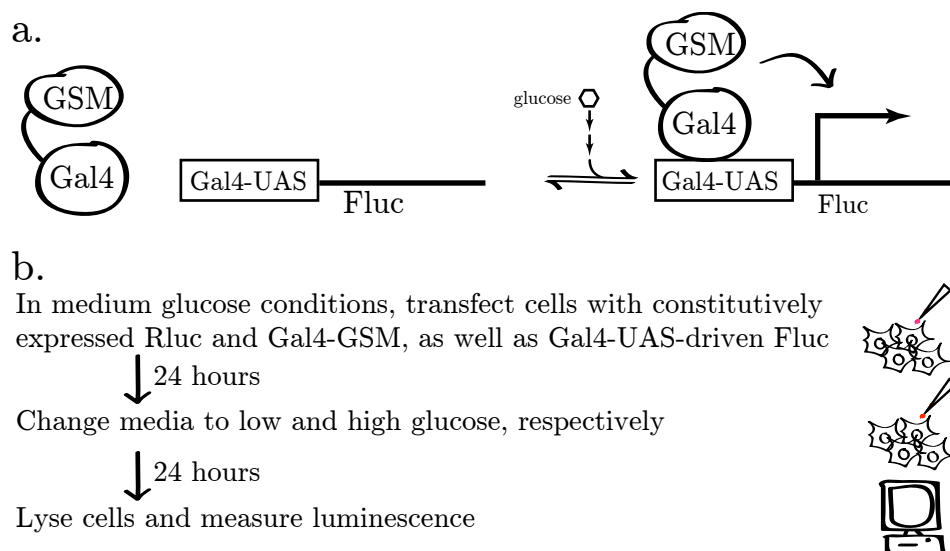 a.
GSM
Gal4
Gal4-UAS
Fluc
glucose
GSM
Gal4
Gal4-UAS
Fluc
b.
In medium glucose conditions, transfect cells with constitutively
expressed Rluc and Gal4-GSM, as well as Gal4-UAS-driven Fluc
24 hours
Change media to low and high glucose, respectively
24 hours
Lyse cells and measure luminescence